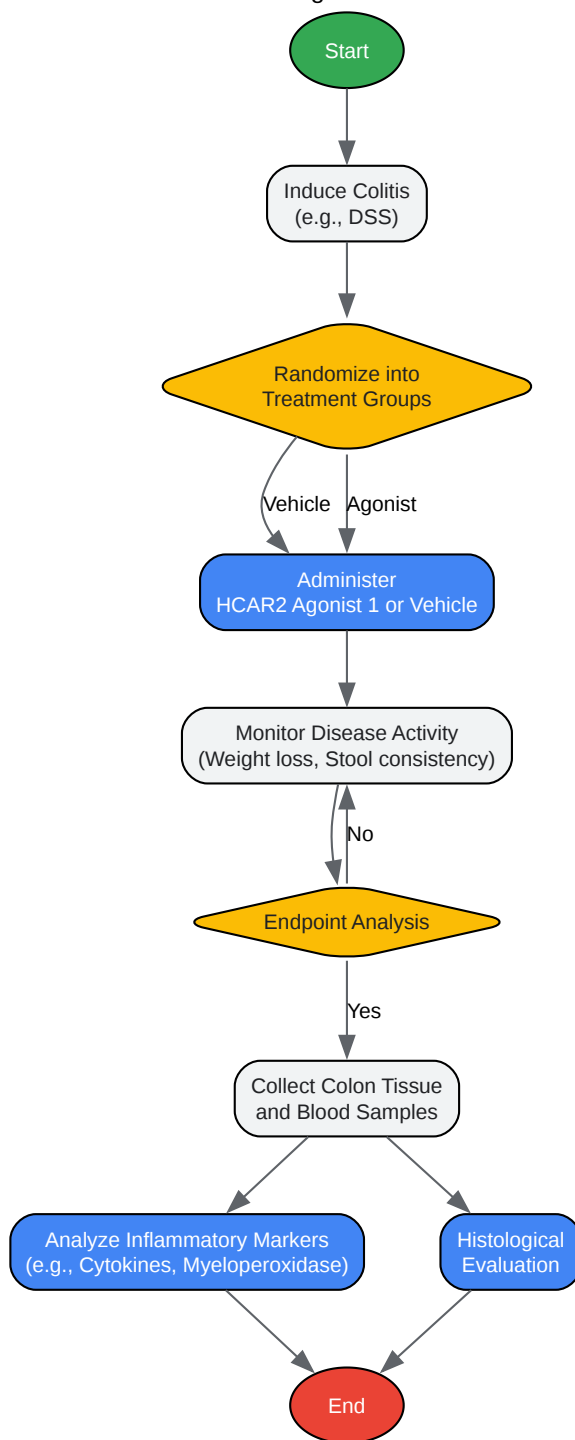 Start
Induce Colitis
(e.g., DSS)
Randomize into
Treatment Groups
Vehicle
Agonist
Administer
HCAR2 Agonist 1 or Vehicle
Monitor Disease Activity
(Weight loss, Stool consistency)
No
Endpoint Analysis
Yes
Collect Colon Tissue
and Blood Samples
Analyze Inflammatory Markers
(e.g., Cytokines, Myeloperoxidase)
Histological
Evaluation
End